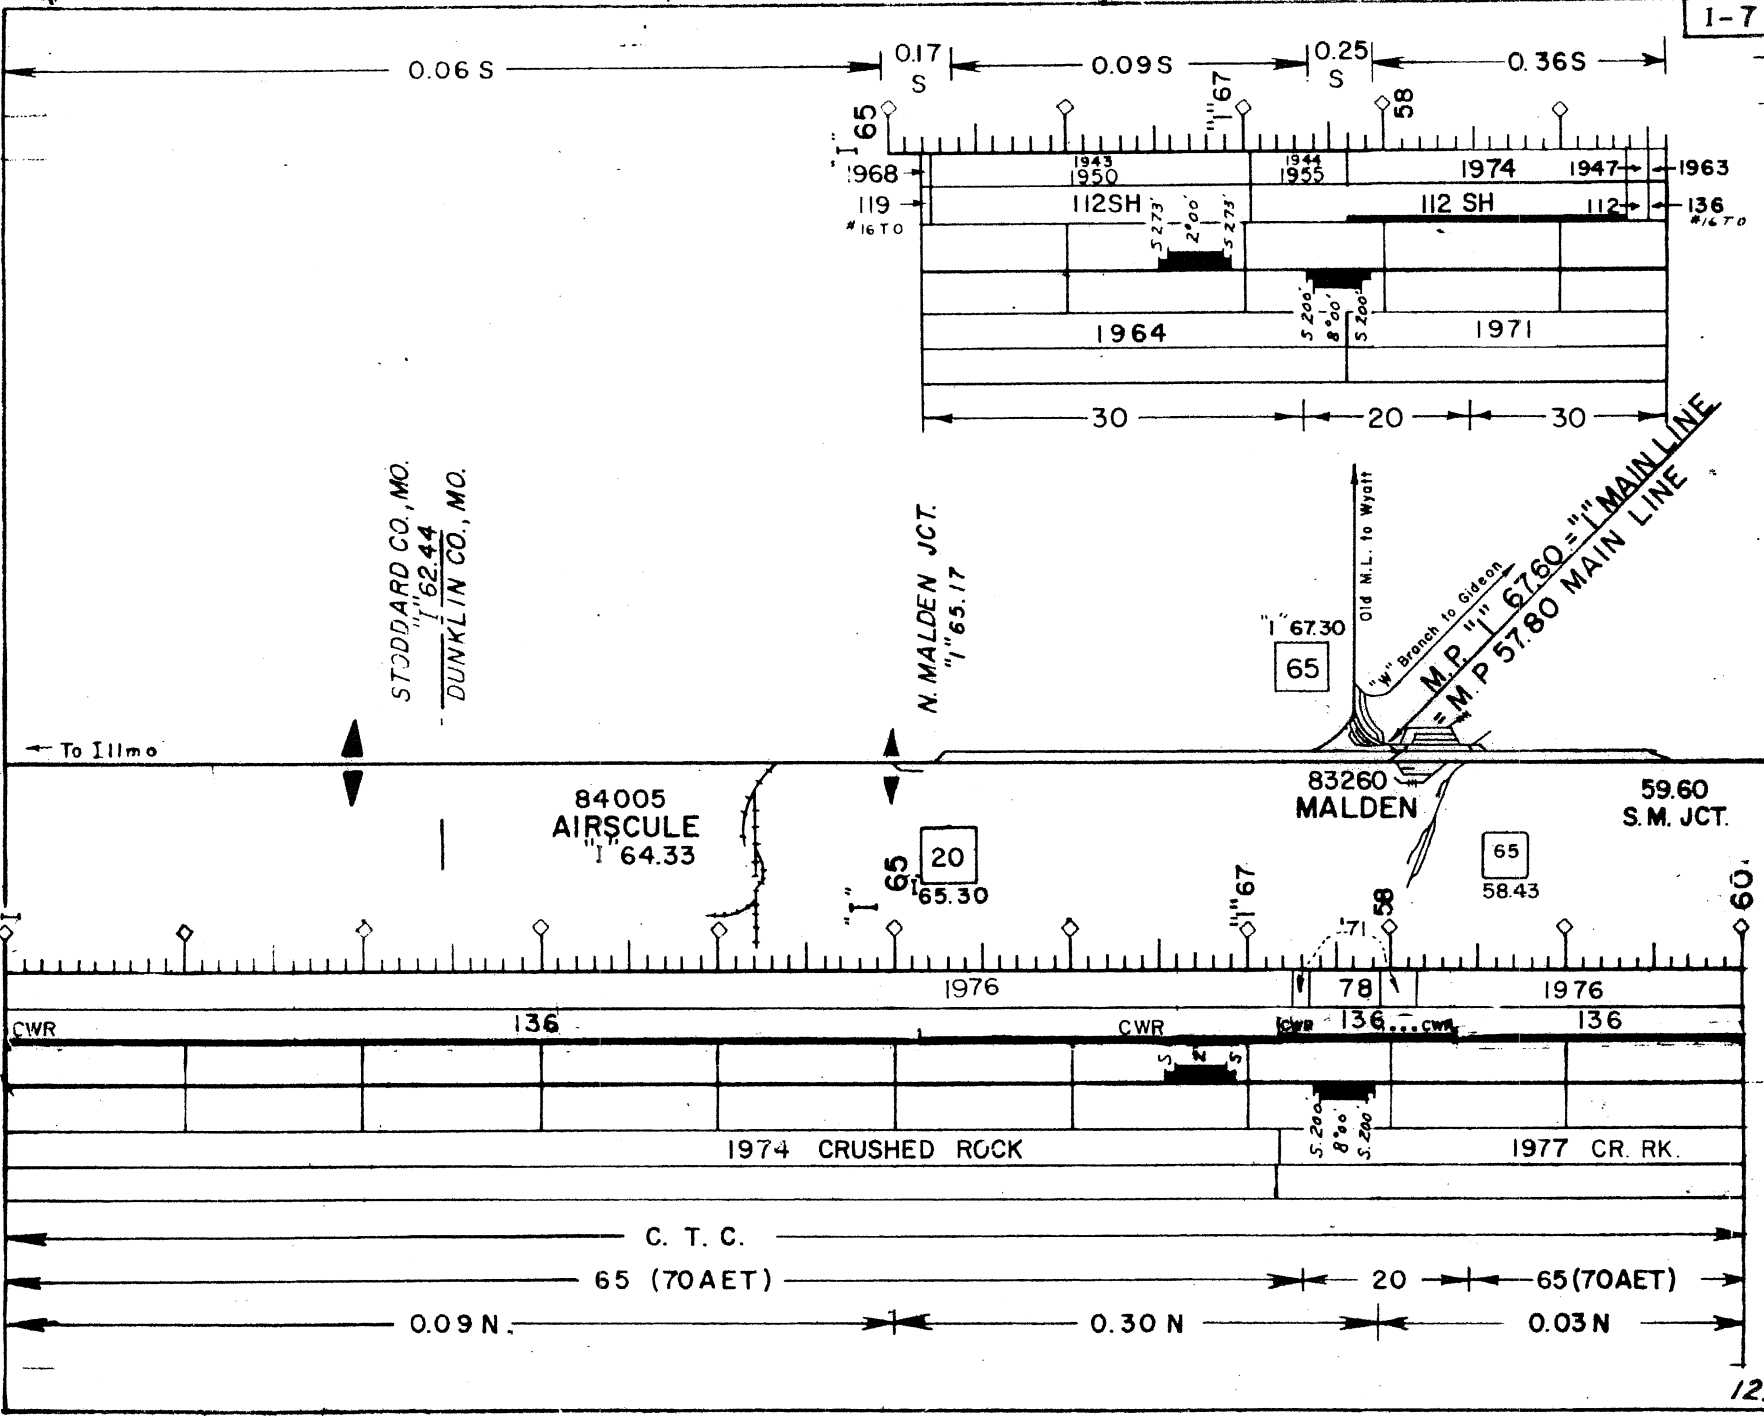 I-7
0.06 S
0.17 S
0.09 S
0.25 S
0.36 S
"I" 65
"I" 67
58
1968
1943
1950
1944
1955
1974
1947
1963
119
112SH
112 SH
112
136
#16 TO
#16 TO
S 273'
2°00'
S 273'
S 200'
8°00'
S 200'
1964
1971
30
20
30
STODDARD CO., MO.
"I" 62.44
DUNKLIN CO., MO.
N. MALDEN JCT.
"I" 65.17
Old M.L. to Wyatt
"W" Branch to Gideon
M.P. "I" 67.60 = "I" MAIN LINE
= M.P 57.80 MAIN LINE
"I" 67.30
65
← To Illmo
84005
AIRSCULE
"I" 64.33
83260
MALDEN
59.60
S.M. JCT.
20
I 65.30
65
58.43
I
"I" 65
"I" 67
'71
58
60
1976
78
1976
CWR
136
CWR
CWR
136
CWR
136
S
2
S
S. 200'
8°00'
S. 200'
1974 CRUSHED ROCK
1977 CR. RK.
C. T. C.
65 (70AET)
20
65 (70AET)
0.09 N.
0.30 N
0.03 N
12